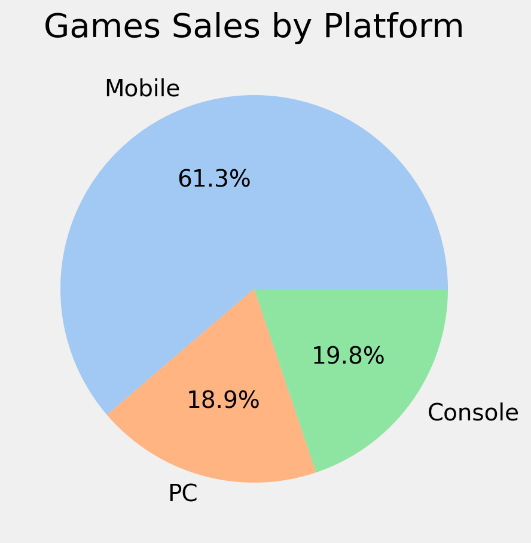 Games Sales by Platform
Mobile
61.3%
19.8%
18.9%
Console
PC